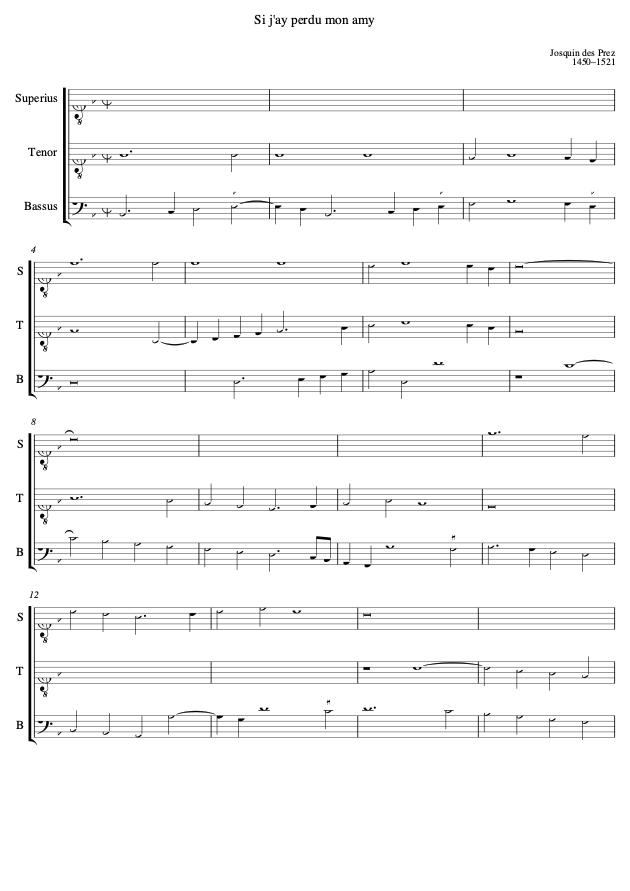 Si j'ay perdu mon amy
Josquin des Prez
1450–1521
Superius
Tenor
Bassus
4
S
T
B
8
S
T
B
12
S
T
B